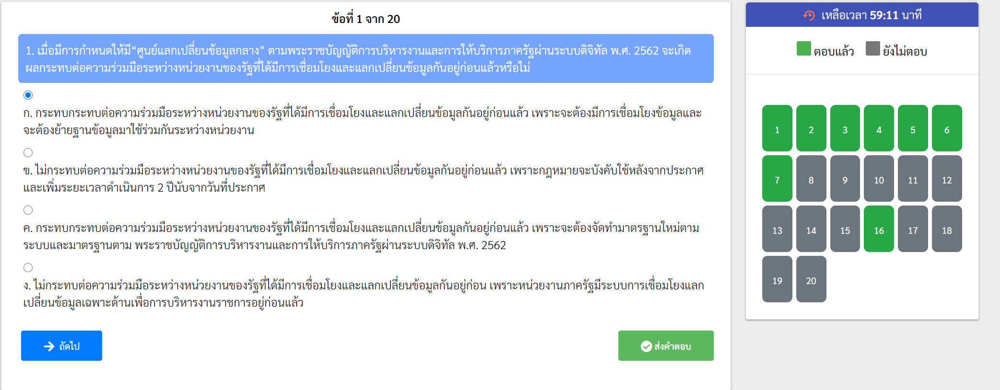 ข้อที่ 1 จาก 20
1. เมื่อมีการกำหนดให้มี“ศูนย์แลกเปลี่ยนข้อมูลกลาง” ตามพระราชบัญญัติการบริหารงานและการให้บริการภาครัฐผ่านระบบดิจิทัล พ.ศ. 2562 จะเกิด
ผลกระทบต่อความร่วมมือระหว่างหน่วยงานของรัฐที่ได้มีการเชื่อมโยงและแลกเปลี่ยนข้อมูลกันอยู่ก่อนแล้วหรือไม่
ก. กระทบกระทบต่อความร่วมมือระหว่างหน่วยงานของรัฐที่ได้มีการเชื่อมโยงและแลกเปลี่ยนข้อมูลกันอยู่ก่อนแล้ว เพราะจะต้องมีการเชื่อมโยงข้อมูลและ
จะต้องย้ายฐานข้อมูลมาใช้ร่วมกันระหว่างหน่วยงาน
ข. ไม่กระทบต่อความร่วมมือระหว่างหน่วยงานของรัฐที่ได้มีการเชื่อมโยงและแลกเปลี่ยนข้อมูลกันอยู่ก่อนแล้ว เพราะกฎหมายจะบังคับใช้หลังจากประกาศ
และเพิ่มระยะเวลาดำเนินการ 2 ปีนับจากวันที่ประกาศ
ค. กระทบกระทบต่อความร่วมมือระหว่างหน่วยงานของรัฐที่ได้มีการเชื่อมโยงและแลกเปลี่ยนข้อมูลกันอยู่ก่อนแล้ว เพราะจะต้องจัดทำมาตรฐานใหม่ตาม
ระบบและมาตรฐานตาม พระราชบัญญัติการบริหารงานและการให้บริการภาครัฐผ่านระบบดิจิทัล พ.ศ. 2562
ง. ไม่กระทบต่อความร่วมมือระหว่างหน่วยงานของรัฐที่ได้มีการเชื่อมโยงและแลกเปลี่ยนข้อมูลกันอยู่ก่อน เพราะหน่วยงานภาครัฐมีระบบการเชื่อมโยงแลก
เปลี่ยนข้อมูลเฉพาะด้านเพื่อการบริหารงานราชการอยู่ก่อนแล้ว
ถัดไป
ส่งคำตอบ
เหลือเวลา 59:11 นาที
ตอบแล้ว ยังไม่ตอบ
1 2 3 4 5 6
7 8 9 10 11 12
13 14 15 16 17 18
19 20